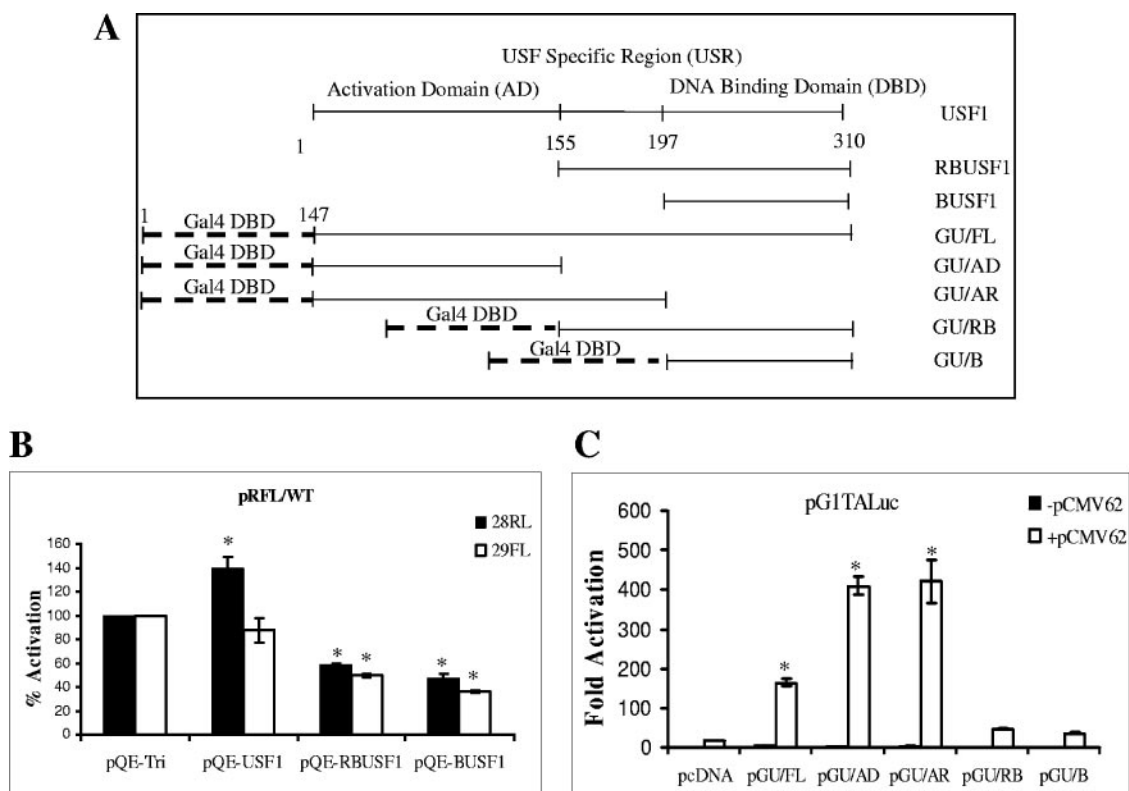 A
USF Specific Region (USR)
Activation Domain (AD)
DNA Binding Domain (DBD)
USF1
1
155
197
310
RBUSF1
BUSF1
1
Gal4 DBD
147
GU/FL
Gal4 DBD
GU/AD
Gal4 DBD
GU/AR
Gal4 DBD
GU/RB
Gal4 DBD
GU/B
B
pRFL/WT
28RL
29FL
% Activation
160
140
120
100
80
60
40
20
0
*
* *
* *
pQE-Tri pQE-USF1 pQE-RBUSF1 pQE-BUSF1
C
pG1TALuc
-pCMV62
+pCMV62
Fold Activation
600
500
400
300
200
100
0
*
*
*
pcDNA pGU/FL pGU/AD pGU/AR pGU/RB pGU/B